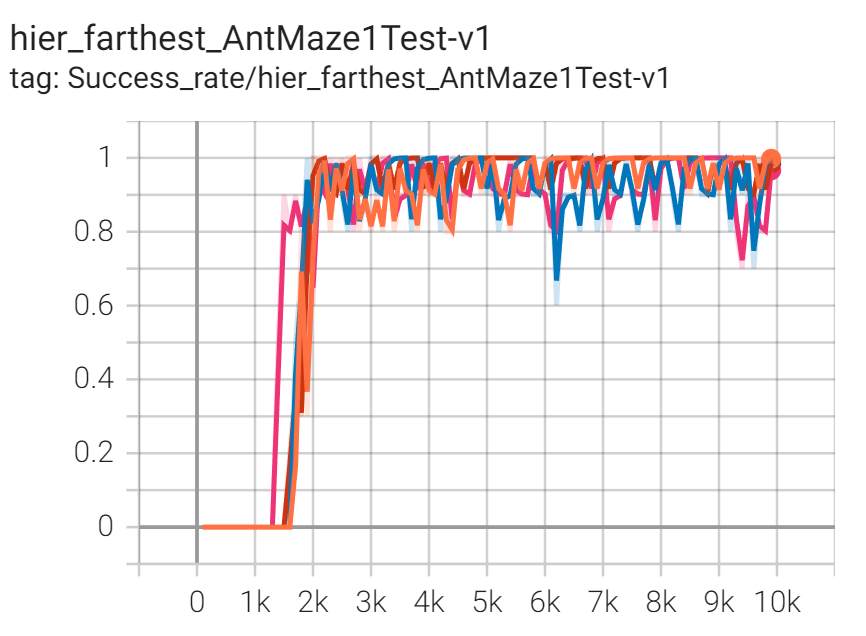 hier_farthest_AntMaze1Test-v1
tag: Success_rate/hier_farthest_AntMaze1Test-v1
1
0.8
0.6
0.4
0.2
0
0 1k 2k 3k 4k 5k 6k 7k 8k 9k 10k